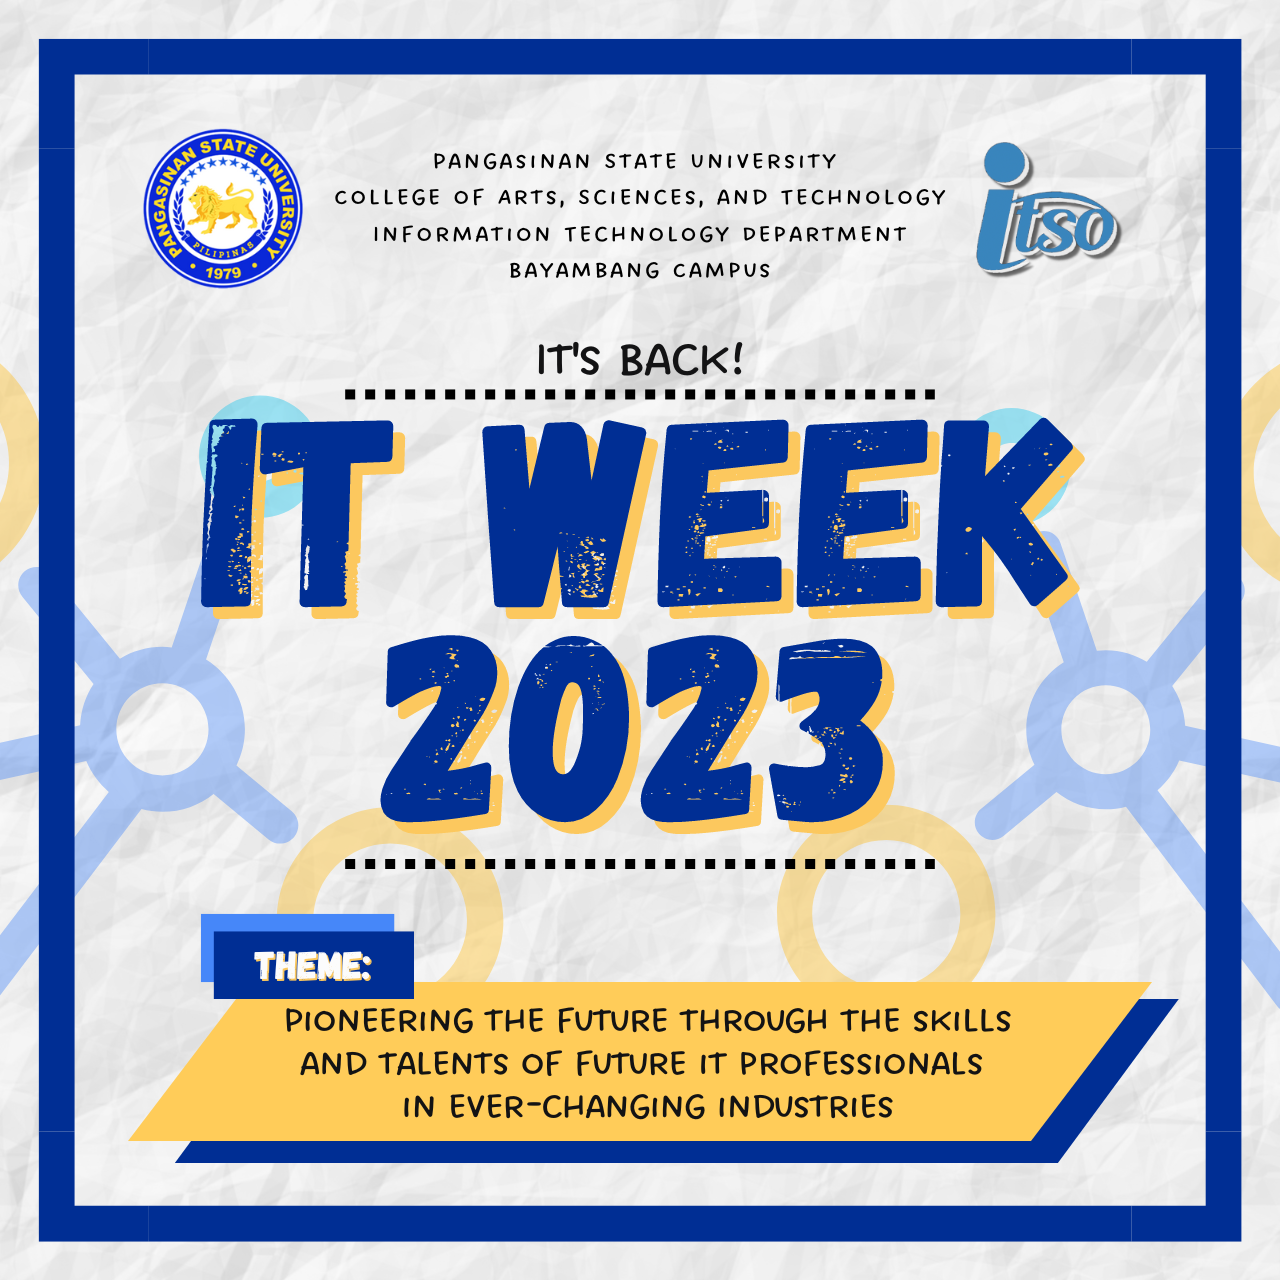 PANGASINAN STATE UNIVERSITY
PILIPINAS
1979
PANGASINAN STATE UNIVERSITY
COLLEGE OF ARTS, SCIENCES, AND TECHNOLOGY
INFORMATION TECHNOLOGY DEPARTMENT
BAYAMBANG CAMPUS
itso
IT'S BACK!
IT WEEK
2023
THEME:
PIONEERING THE FUTURE THROUGH THE SKILLS
AND TALENTS OF FUTURE IT PROFESSIONALS
IN EVER-CHANGING INDUSTRIES